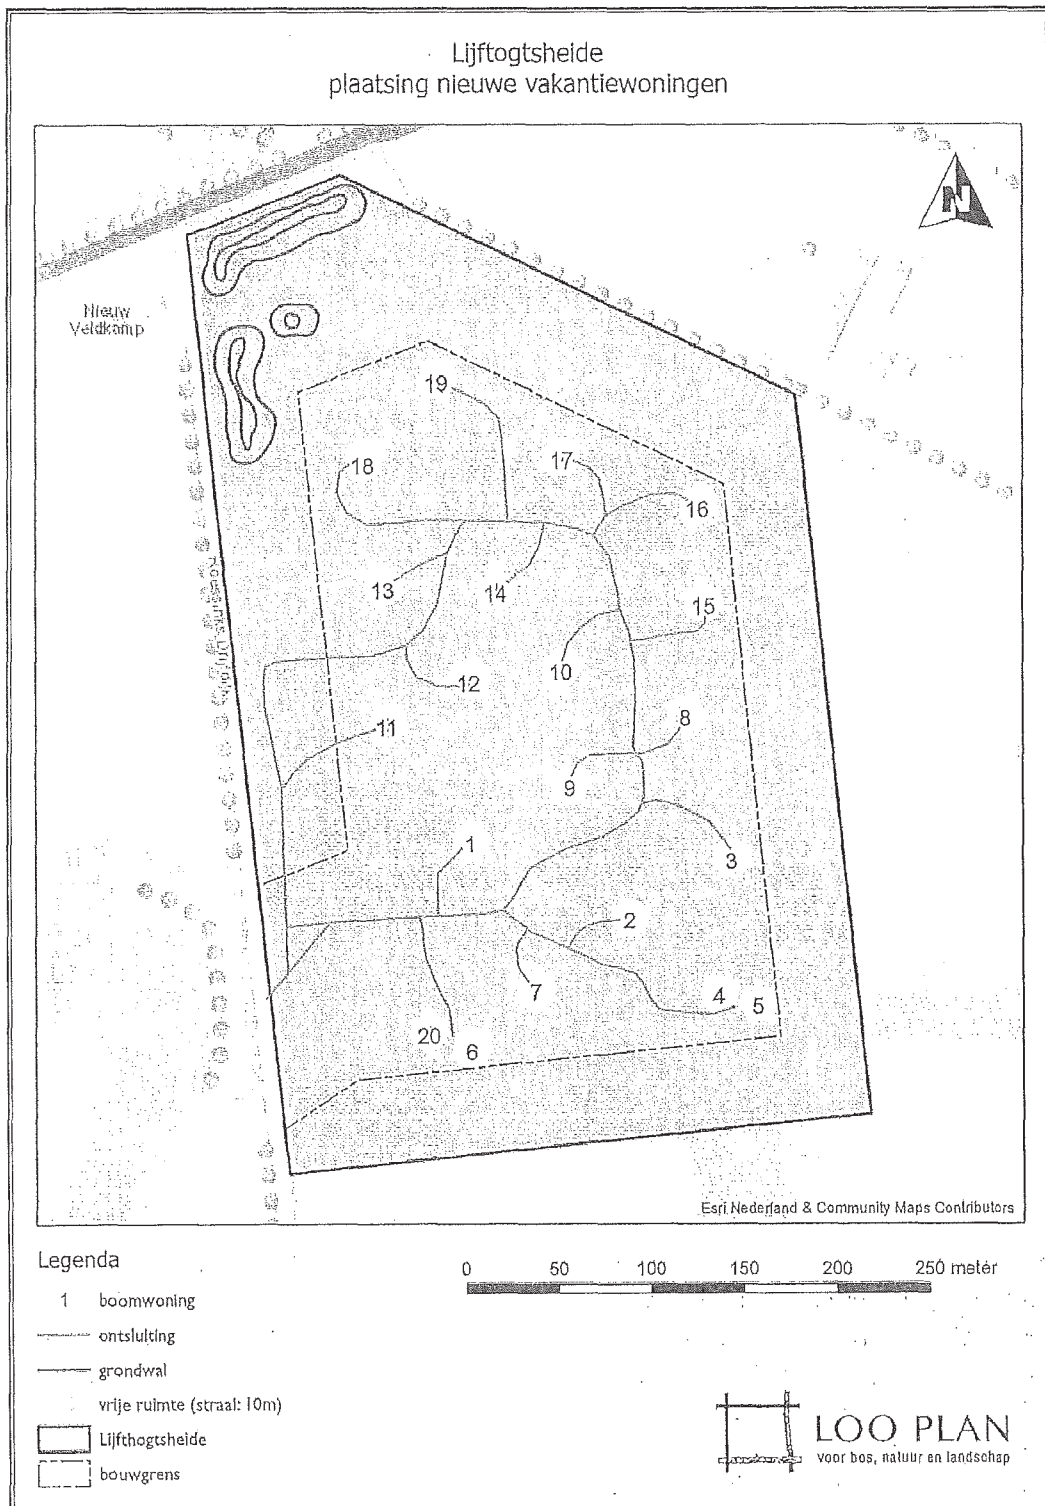 Lijftogtsheide
plaatsing nieuwe vakantiewoningen
N
Nieuw
Veldkamp
19
18
17
16
13
14
15
10
12
11
8
9
1
3
2
7
4
5
20
6
Esri Nederland & Community Maps Contributors
Legenda
1 boomwoning
ontsluiting
grondwal
vrije ruimte (straal: 10m)
Lijfthogtsheide
bouwgrens
0 50 100 150 200 250 meter
LOO PLAN
voor bos, natuur en landschap